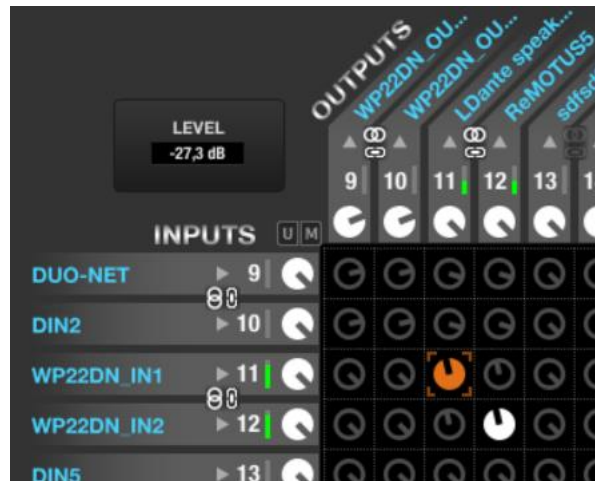 OUTPUTS
WP22DN_OU...
WP22DN_OU...
LDante speak...
ReMOTUS5
LEVEL
-27,3 dB
9 10 11 12 13
INPUTS U M
DUO-NET 9
DIN2 10
WP22DN_IN1 11
WP22DN_IN2 12
DIN5 13